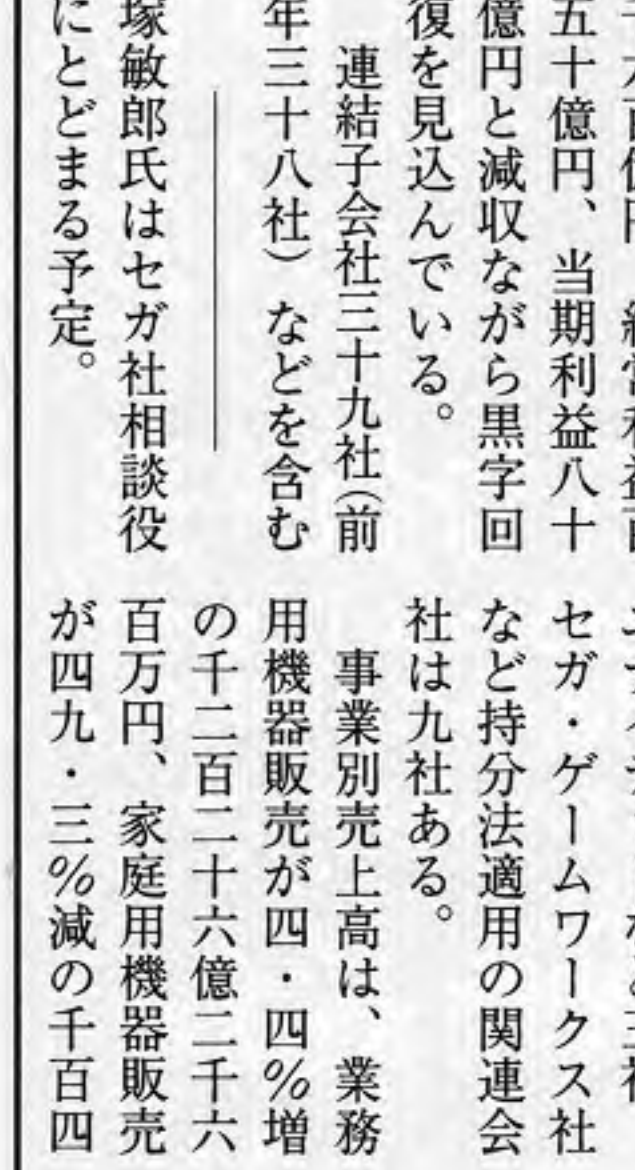 五十億円、当期利益八十
億円と減収ながら黒字回
復を見込んでいる。
連結子会社三十九社(前
年三十八社)などを含む
塚敏郎氏はセガ社相談役
にとどまる予定。
セガ・ゲームワークス社
など持分法適用の関連会
社は九社ある。
事業別売上高は、業務
用機器販売が四・四%増
の千二百二十六億二千六
百万円、家庭用機器販売
が四九・三%減の千百四